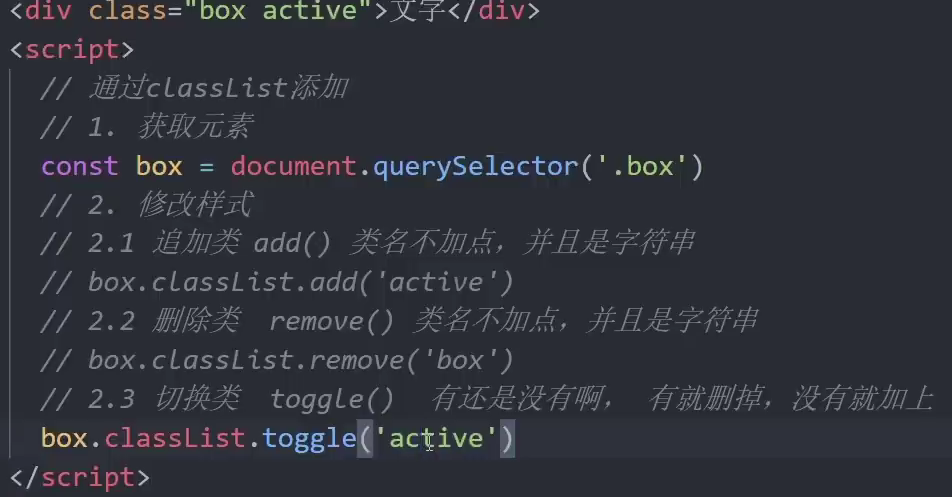 <div class="box active">文字</div>
<script>
// 通过classList添加
// 1. 获取元素
const box = document.querySelector('.box')
// 2. 修改样式
// 2.1 追加类 add() 类名不加点，并且是字符串
// box.classList.add('active')
// 2.2 删除类  remove() 类名不加点，并且是字符串
// box.classList.remove('box')
// 2.3 切换类  toggle()  有还是没有啊， 有就删掉，没有就加上
box.classList.toggle('active')
</script>